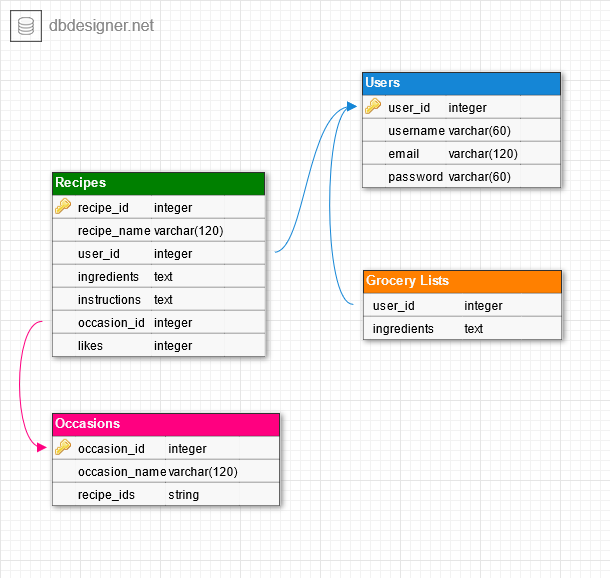 dbdesigner.net
Users
user_id integer
username varchar(60)
email varchar(120)
password varchar(60)
Recipes
recipe_id integer
recipe_name varchar(120)
user_id integer
ingredients text
instructions text
occasion_id integer
likes integer
Grocery Lists
user_id integer
ingredients text
Occasions
occasion_id integer
occasion_name varchar(120)
recipe_ids string